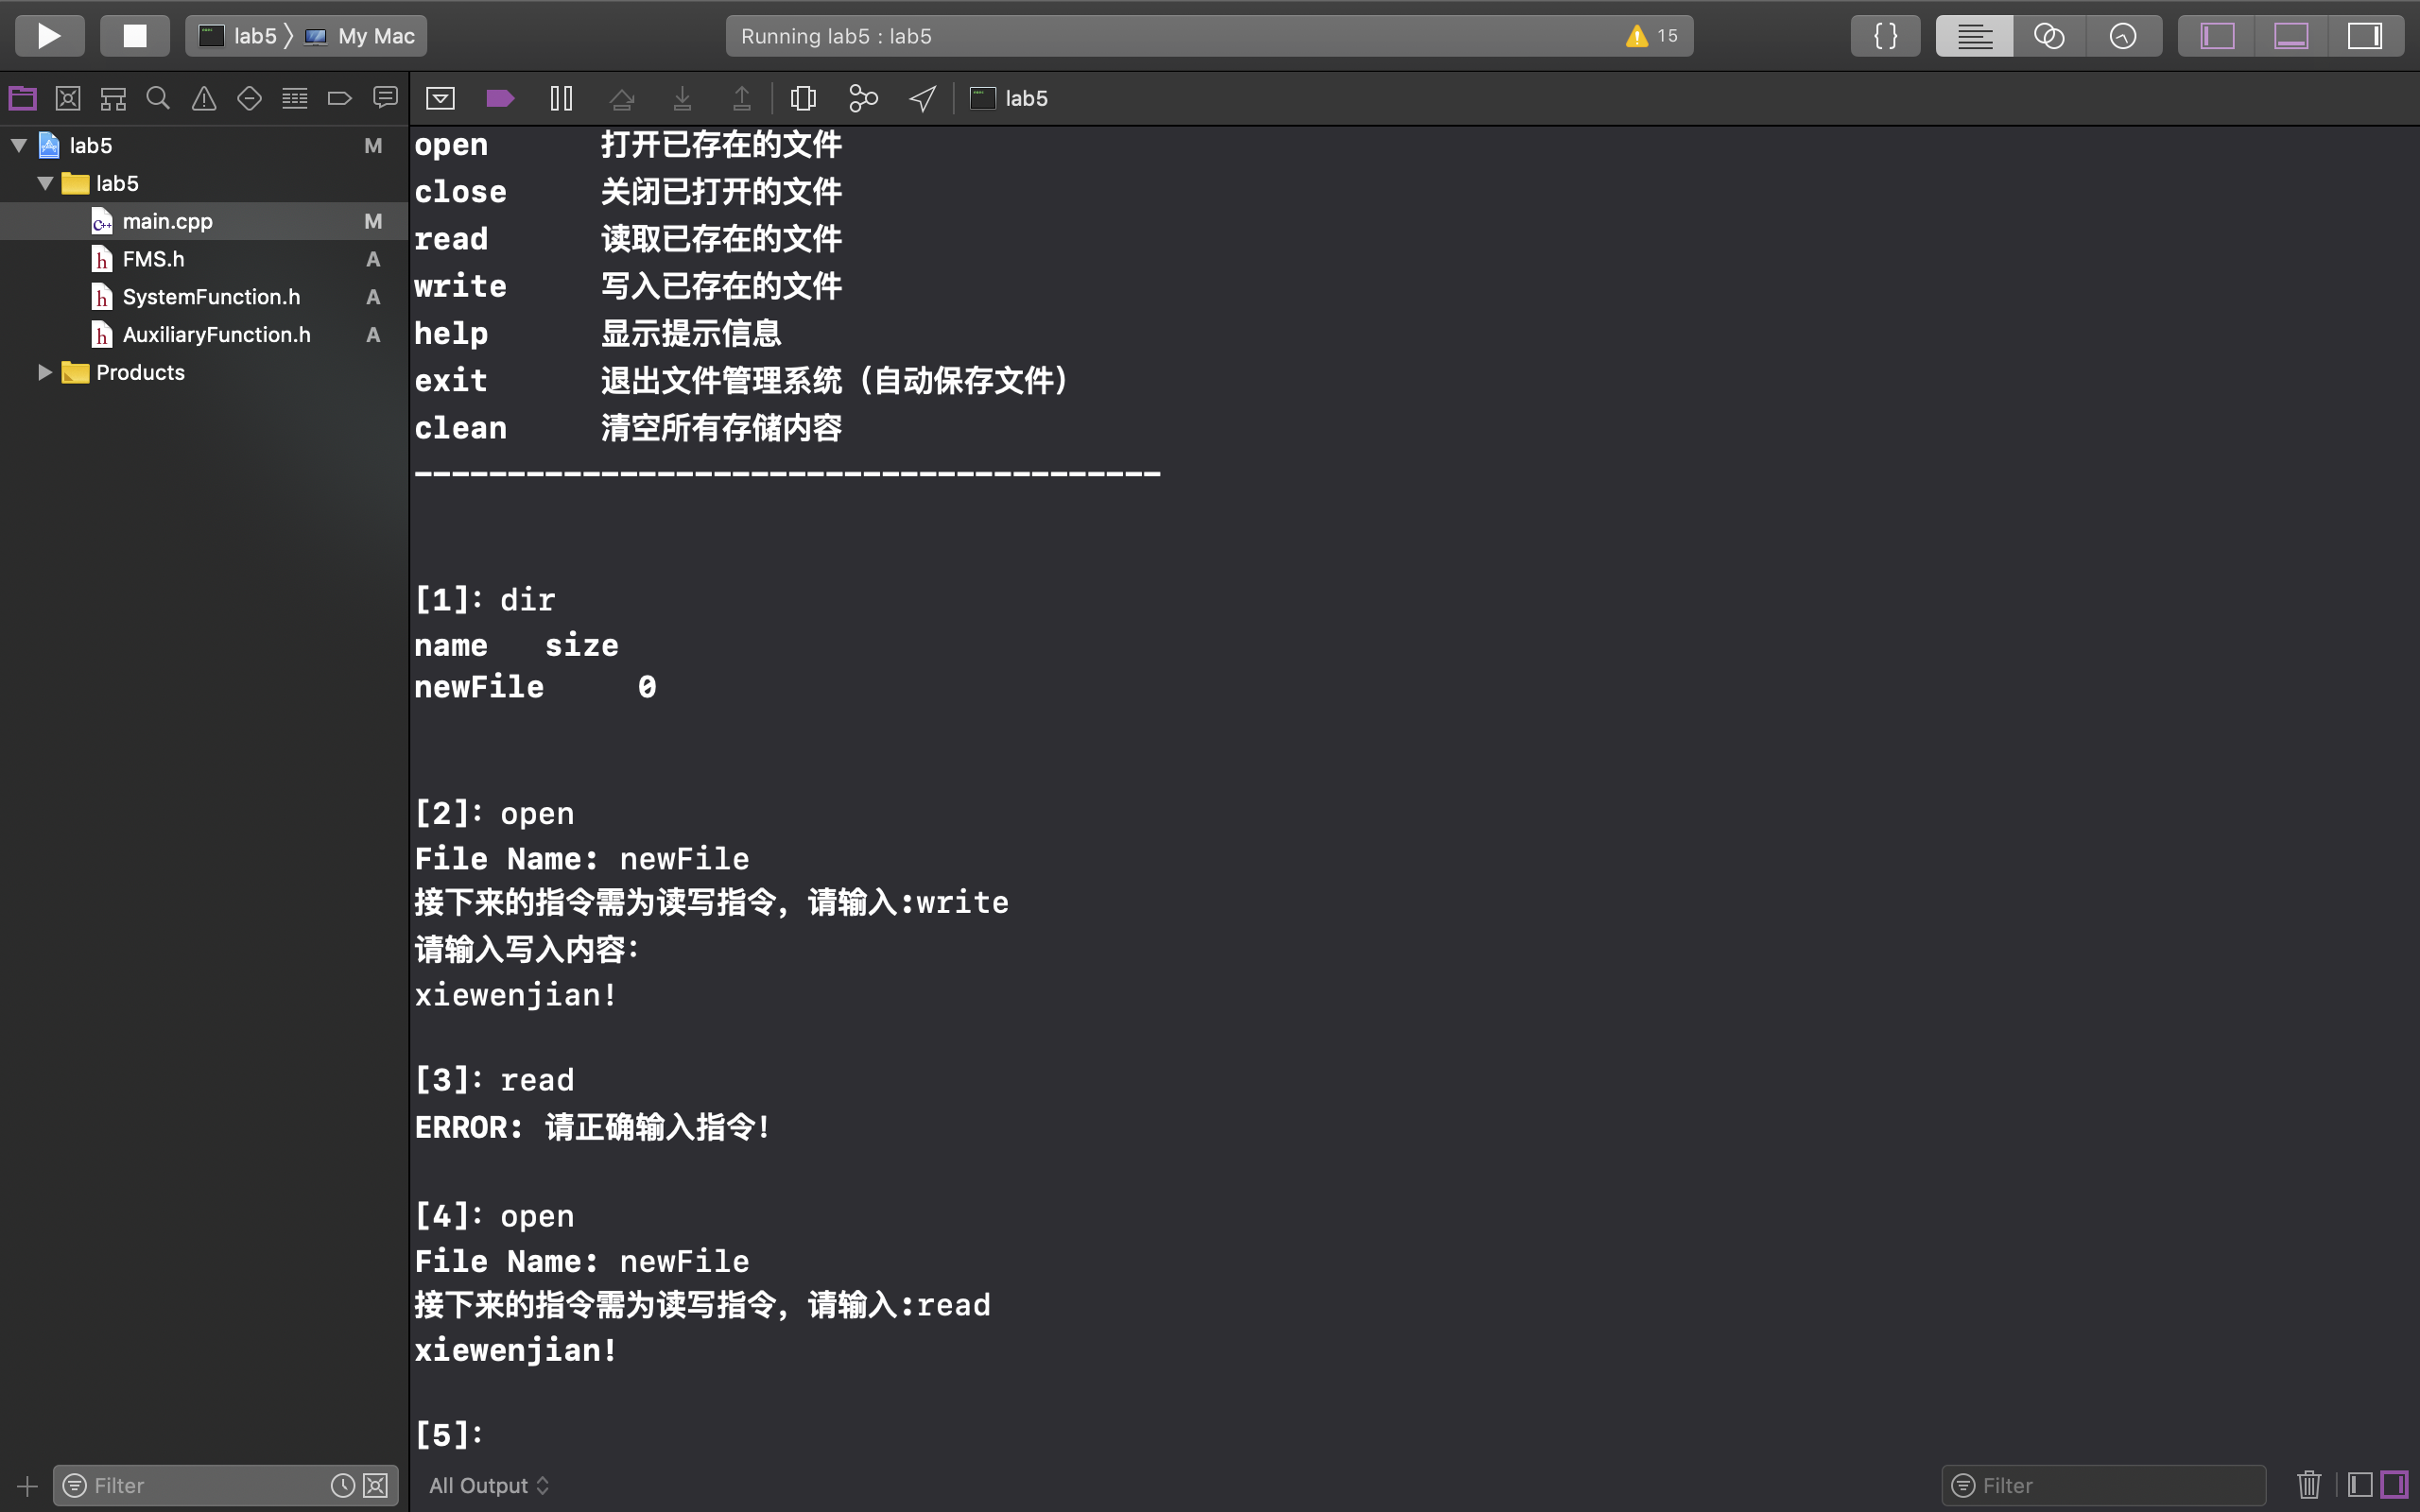 lab5 〉 My Mac
Running lab5 : lab5
15
{ }
lab5
lab5 M
lab5
main.cpp M
FMS.h A
SystemFunction.h A
AuxiliaryFunction.h A
Products
open 打开已存在的文件
close 关闭已打开的文件
read 读取已存在的文件
write 写入已存在的文件
help 显示提示信息
exit 退出文件管理系统（自动保存文件）
clean 清空所有存储内容
----------------------------------------
[1]: dir
name size
newFile 0
[2]: open
File Name: newFile
接下来的指令需为读写指令，请输入:write
请输入写入内容：
xiewenjian!
[3]: read
ERROR: 请正确输入指令！
[4]: open
File Name: newFile
接下来的指令需为读写指令，请输入:read
xiewenjian!
[5]:
Filter
All Output
Filter